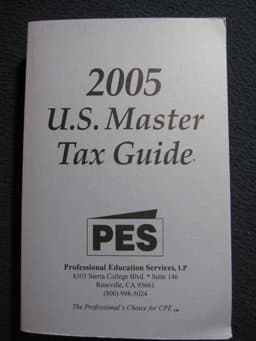 2005
U.S. Master
Tax Guide®
PES
Professional Education Services, LP
8303 Sierra College Blvd. • Suite 146
Roseville, CA 95661
(800) 998-5024
The Professional's Choice for CPE℠